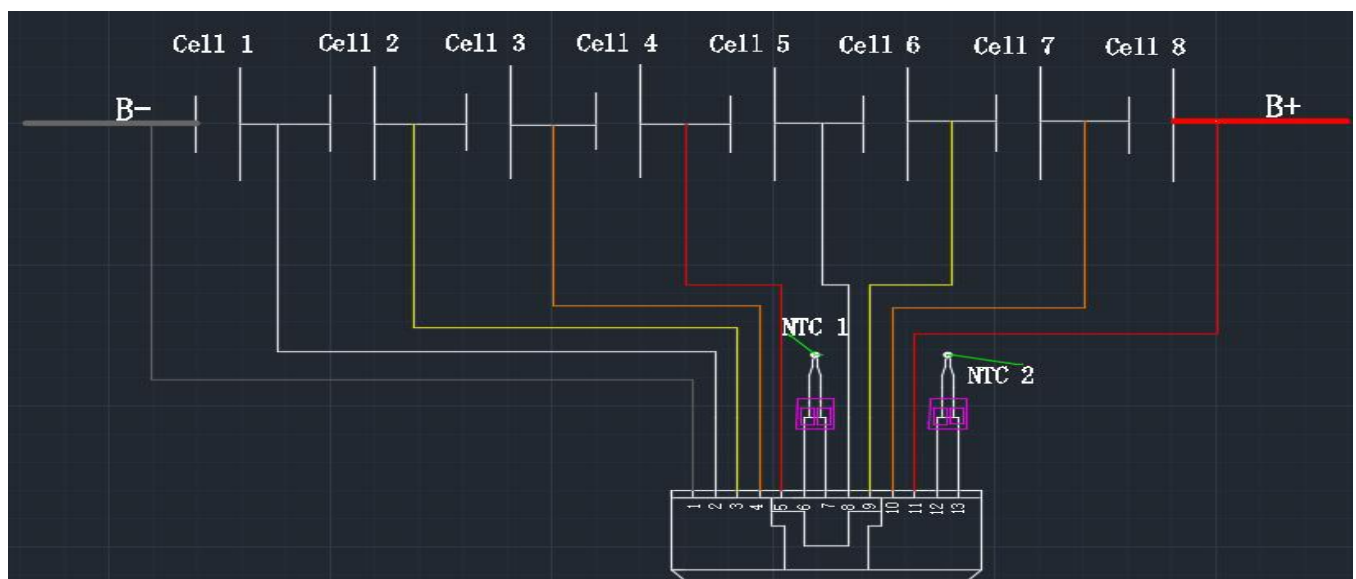 Cell 1 Cell 2 Cell 3 Cell 4 Cell 5 Cell 6 Cell 7 Cell 8
B- B+
NTC 1
NTC 2
1 2 3 4 5 6 7 8 9 10 11 12 13